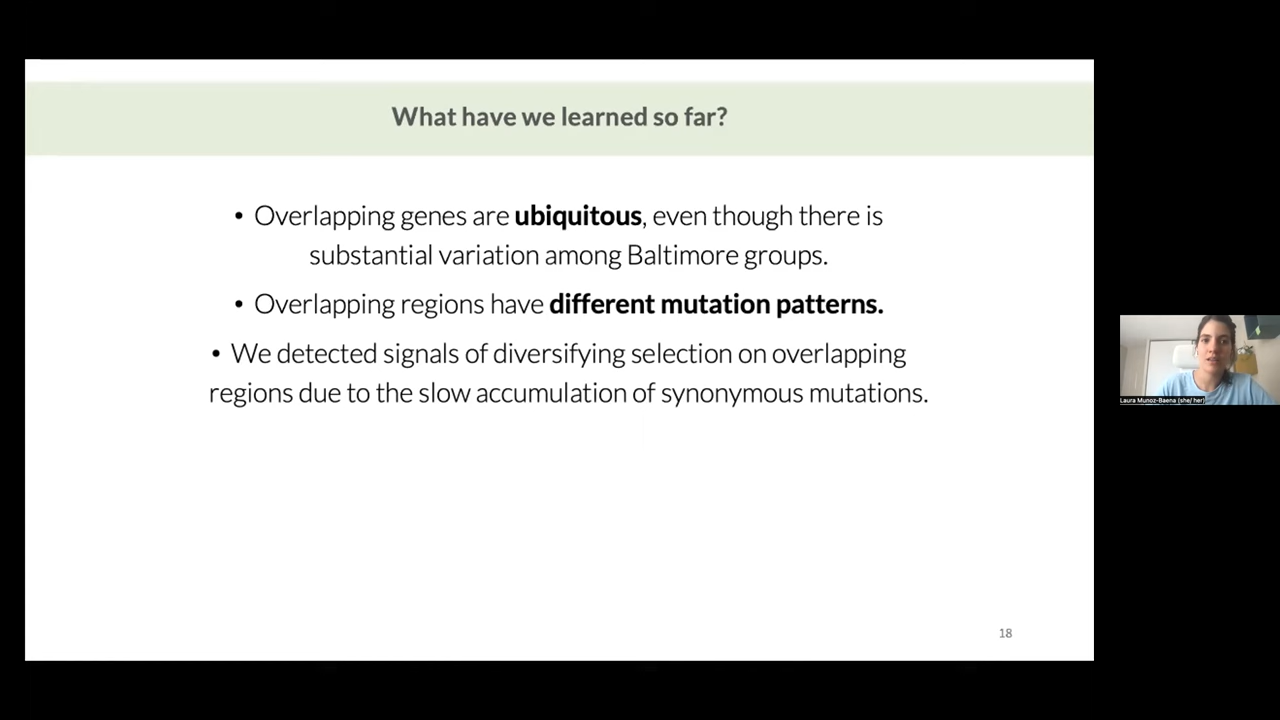 What have we learned so far?
• Overlapping genes are ubiquitous, even though there is
substantial variation among Baltimore groups.
• Overlapping regions have different mutation patterns.
• We detected signals of diversifying selection on overlapping
regions due to the slow accumulation of synonymous mutations.
Laura Munoz-Baena (she/ her)
18